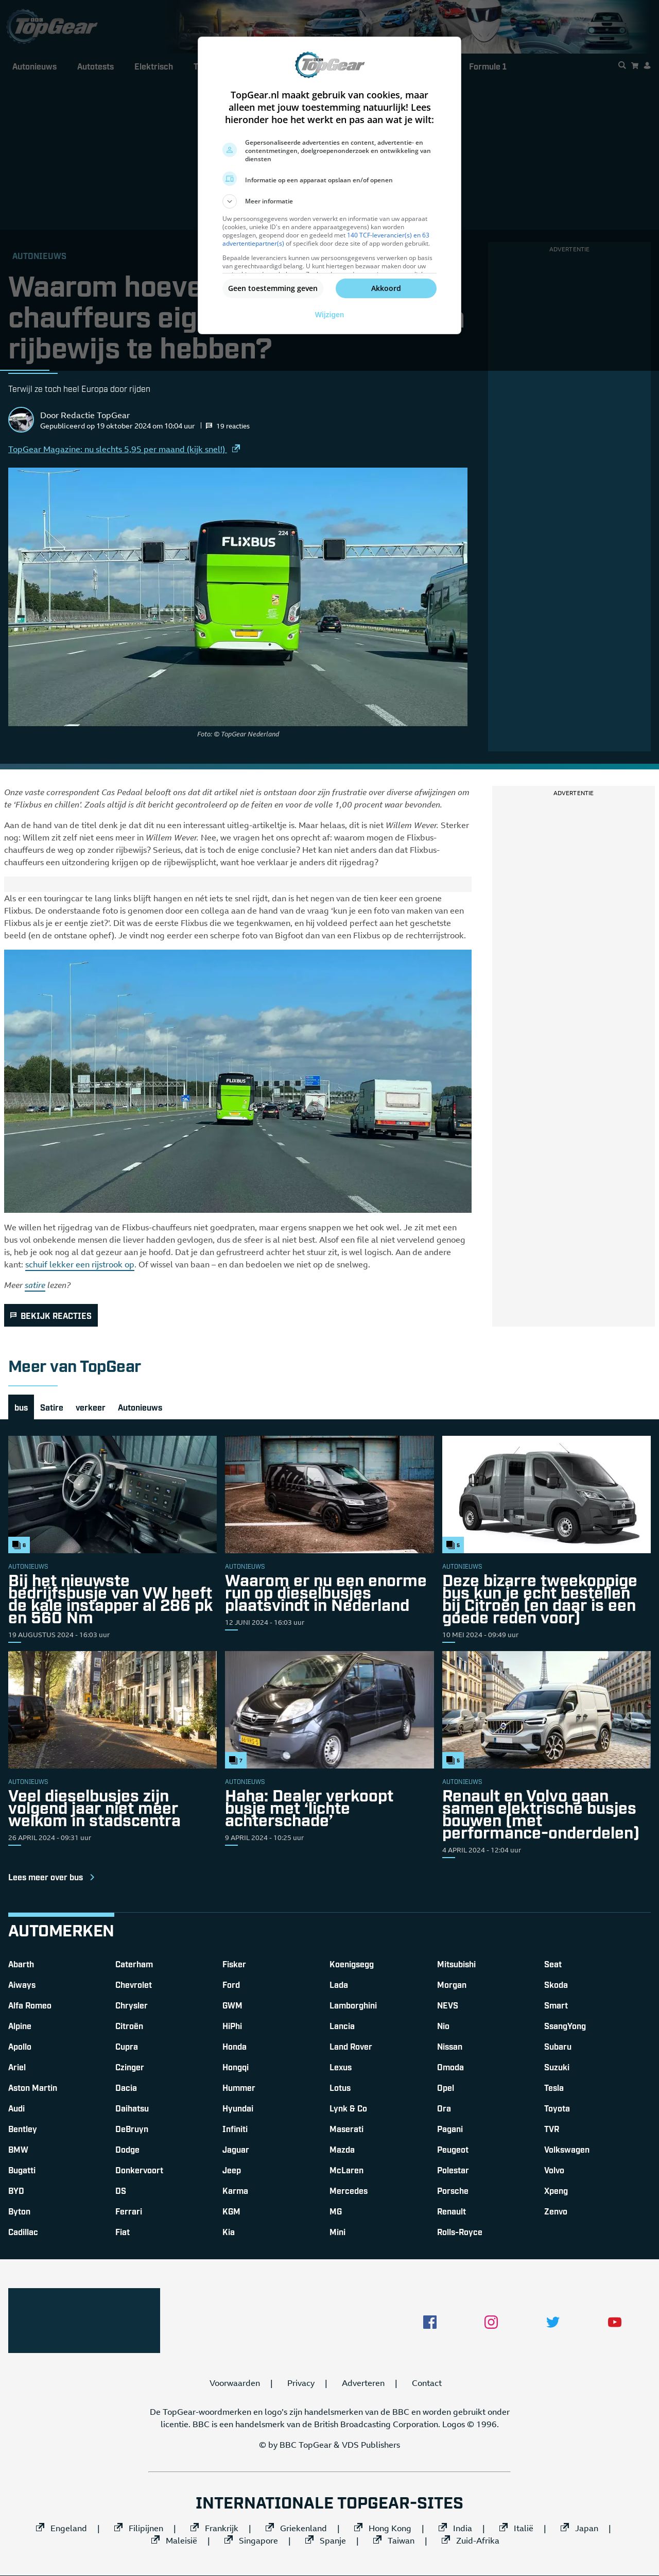 TopGear
Autonieuws
Autotests
Elektrisch
Formule 1
TopGear
TopGear.nl maakt gebruik van cookies, maar
alleen met jouw toestemming natuurlijk! Lees
hieronder hoe het werkt en pas aan wat je wilt:
Gepersonaliseerde advertenties en content, advertentie- en
contentmetingen, doelgroepenonderzoek en ontwikkeling van
diensten
Informatie op een apparaat opslaan en/of openen
Meer informatie
Uw persoonsgegevens worden verwerkt en informatie van uw apparaat
(cookies, unieke ID's en andere apparaatgegevens) kan worden
opgeslagen, geopend door en gedeeld met 140 TCF-leverancier(s) en 63
advertentiepartner(s) of specifiek door deze site of app worden gebruikt.
Bepaalde leveranciers kunnen uw persoonsgegevens verwerken op basis
van gerechtvaardigd belang. U kunt hiertegen bezwaar maken door uw
Geen toestemming geven
Akkoord
Wijzigen
AUTONIEUWS
ADVERTENTIE
Waarom hoeve
chauffeurs eig
rijbewijs te hebben?
Terwijl ze toch heel Europa door rijden
Door Redactie TopGear
Gepubliceerd op 19 oktober 2024 om 10:04 uur | 19 reacties
TopGear Magazine: nu slechts 5,95 per maand (kijk snel!)
224
FLIXBUS
Foto: © TopGear Nederland
ADVERTENTIE
Onze vaste correspondent Cas Pedaal belooft ons dat dit artikel niet is ontstaan door zijn frustratie over diverse afwijzingen om
te 'Flixbus en chillen'. Zoals altijd is dit bericht gecontroleerd op de feiten en voor de volle 1,00 procent waar bevonden.
Aan de hand van de titel denk je dat dit nu een interessant uitleg-artikeltje is. Maar helaas, dit is niet Willem Wever. Sterker
nog: Willem zit zelf niet eens meer in Willem Wever. Nee, we vragen het ons oprecht af: waarom mogen de Flixbus-
chauffeurs de weg op zonder rijbewijs? Serieus, dat is toch de enige conclusie? Het kan niet anders dan dat Flixbus-
chauffeurs een uitzondering krijgen op de rijbewijsplicht, want hoe verklaar je anders dit rijgedrag?
Als er een touringcar te lang links blijft hangen en nét iets te snel rijdt, dan is het negen van de tien keer een groene
Flixbus. De onderstaande foto is genomen door een collega aan de hand van de vraag 'kun je een foto van maken van een
Flixbus als je er eentje ziet?'. Dit was de eerste Flixbus die we tegenkwamen, en hij voldeed perfect aan het geschetste
beeld (en de ontstane ophef). Je vindt nog eerder een scherpe foto van Bigfoot dan van een Flixbus op de rechterrijstrook.
FLIXBUS
We willen het rijgedrag van de Flixbus-chauffeurs niet goedpraten, maar ergens snappen we het ook wel. Je zit met een
bus vol onbekende mensen die liever hadden gevlogen, dus de sfeer is al niet best. Alsof een file al niet vervelend genoeg
is, heb je ook nog al dat gezeur aan je hoofd. Dat je dan gefrustreerd achter het stuur zit, is wel logisch. Aan de andere
kant: schuif lekker een rijstrook op. Of wissel van baan – en dan bedoelen we niet op de snelweg.
Meer satire lezen?
BEKIJK REACTIES
Meer van TopGear
bus
Satire
verkeer
Autonieuws
6
6
AUTONIEUWS
Bij het nieuwste
bedrijfsbusje van VW heeft
de kale instapper al 286 pk
en 560 Nm
19 AUGUSTUS 2024 - 16:03 uur
AUTONIEUWS
Waarom er nu een enorme
run op dieselbusjes
plaatsvindt in Nederland
12 JUNI 2024 - 16:03 uur
AUTONIEUWS
Deze bizarre tweekoppige
bus kun je echt bestellen
bij Citroën (en daar is een
goede reden voor)
10 MEI 2024 - 09:49 uur
7
5
AUTONIEUWS
Veel dieselbusjes zijn
volgend jaar niet meer
welkom in stadscentra
26 APRIL 2024 - 09:31 uur
AUTONIEUWS
Haha: Dealer verkoopt
busje met 'lichte
achterschade'
9 APRIL 2024 - 10:25 uur
AUTONIEUWS
Renault en Volvo gaan
samen elektrische busjes
bouwen (met
performance-onderdelen)
4 APRIL 2024 - 12:04 uur
Lees meer over bus
AUTOMERKEN
Abarth
Aiways
Alfa Romeo
Alpine
Apollo
Ariel
Aston Martin
Audi
Bentley
BMW
Bugatti
BYD
Byton
Cadillac
Caterham
Chevrolet
Chrysler
Citroën
Cupra
Czinger
Dacia
Daihatsu
DeBruyn
Dodge
Donkervoort
DS
Ferrari
Fiat
Fisker
Ford
GWM
HiPhi
Honda
Hongqi
Hummer
Hyundai
Infiniti
Jaguar
Jeep
Karma
KGM
Kia
Koenigsegg
Lada
Lamborghini
Lancia
Land Rover
Lexus
Lotus
Lynk & Co
Maserati
Mazda
McLaren
Mercedes
MG
Mini
Mitsubishi
Morgan
NEVS
Nio
Nissan
Omoda
Opel
Ora
Pagani
Peugeot
Polestar
Porsche
Renault
Rolls-Royce
Seat
Skoda
Smart
SsangYong
Subaru
Suzuki
Tesla
Toyota
TVR
Volkswagen
Volvo
Xpeng
Zenvo
Voorwaarden | Privacy | Adverteren | Contact
De TopGear-woordmerken en logo's zijn handelsmerken van de BBC en worden gebruikt onder
licentie. BBC is een handelsmerk van de British Broadcasting Corporation. Logos © 1996.
© by BBC TopGear & VDS Publishers
INTERNATIONALE TOPGEAR-SITES
Engeland | Filipijnen | Frankrijk | Griekenland | Hong Kong | India | Italië | Japan |
Maleisië | Singapore | Spanje | Taiwan | Zuid-Afrika